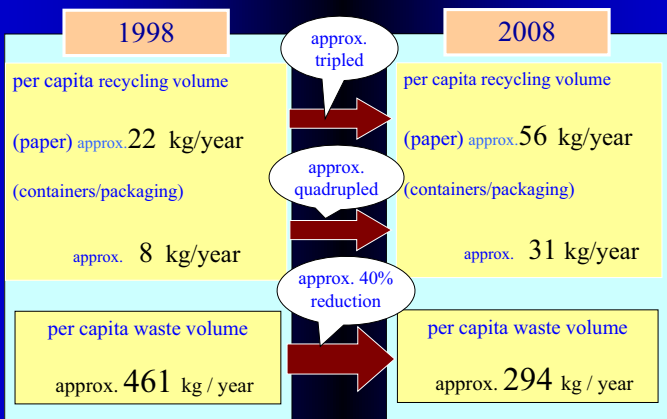 1998
per capita recycling volume
(paper) approx.22 kg/year
(containers/packaging)
approx. 8 kg/year
per capita waste volume
approx. 461 kg / year
approx.
tripled
approx.
quadrupled
approx. 40%
reduction
2008
per capita recycling volume
(paper) approx.56 kg/year
(containers/packaging)
approx. 31 kg/year
per capita waste volume
approx. 294 kg / year